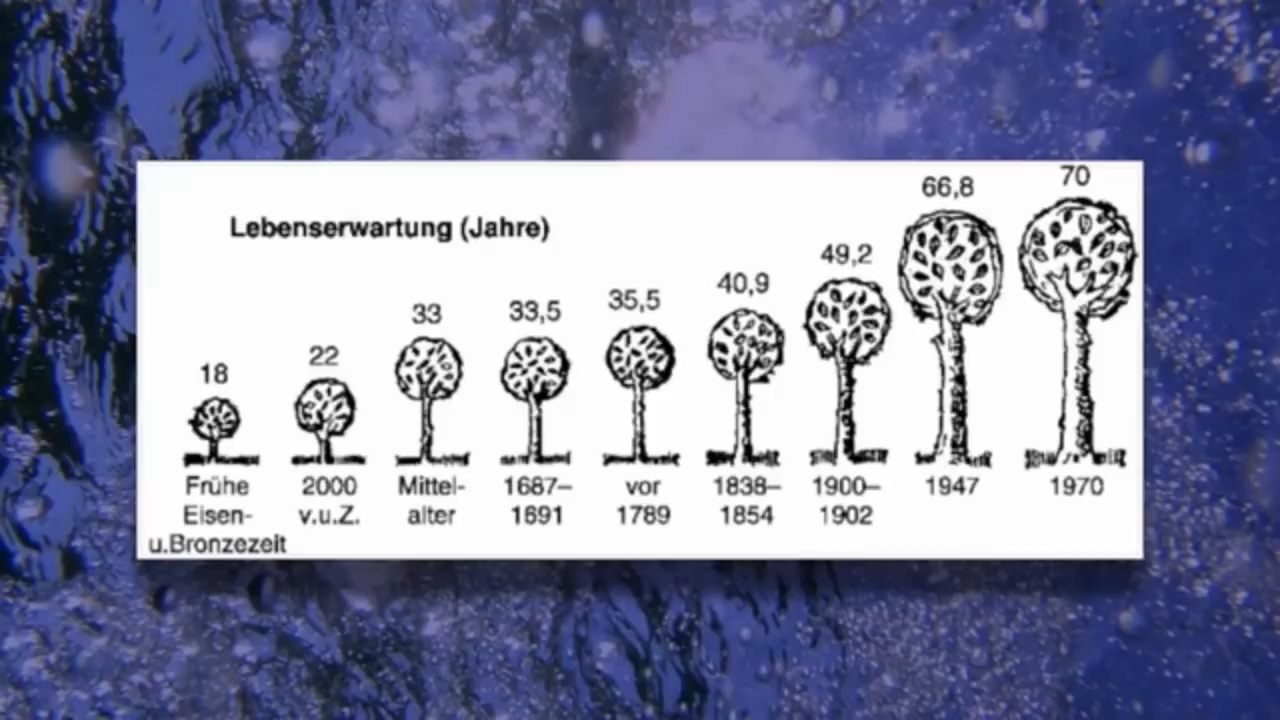 Lebenserwartung (Jahre)
18
22
33
33,5
35,5
40,9
49,2
66,8
70
Frühe
Eisen-
u.Bronzezeit
2000
v.u.Z.
Mittel-
alter
1687–
1691
vor
1789
1838–
1854
1900–
1902
1947
1970